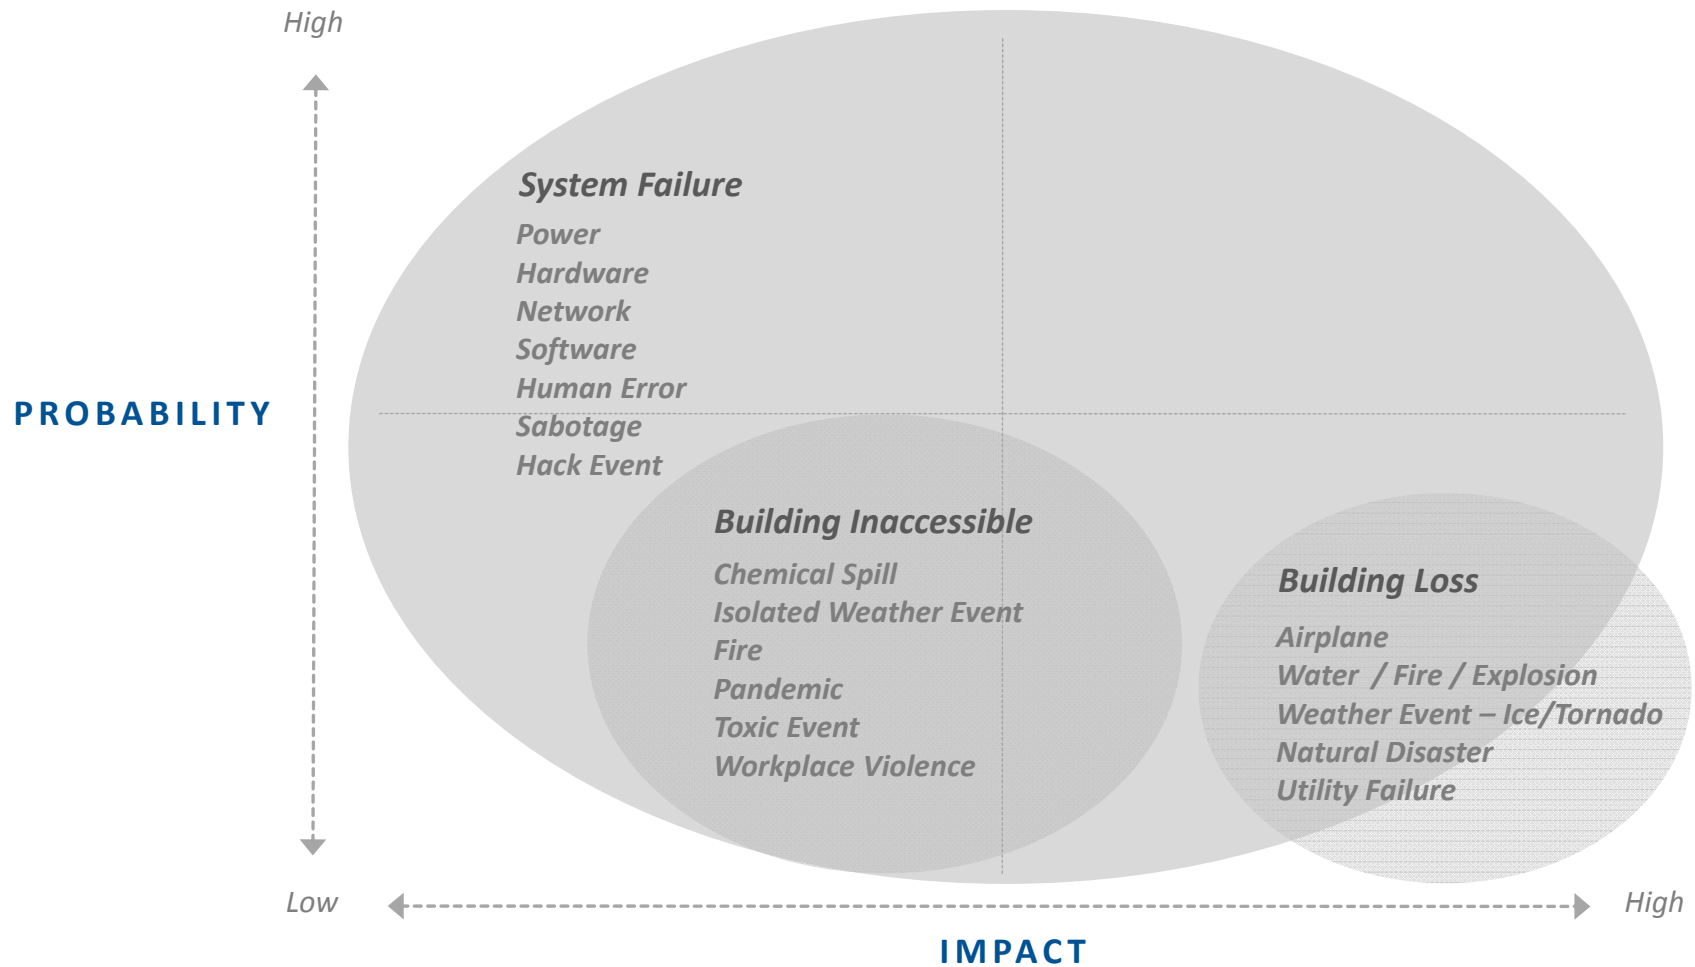 High
System Failure
Power
Hardware
Network
Software
Human Error
PROBABILITY
Sabotage
Hack Event
Building Inaccessible
Chemical Spill
Isolated Weather Event
Fire
Pandemic
Toxic Event
Workplace Violence
Building Loss
Airplane
Water / Fire / Explosion
Weather Event – Ice/Tornado
Natural Disaster
Utility Failure
Low
High
IMPACT